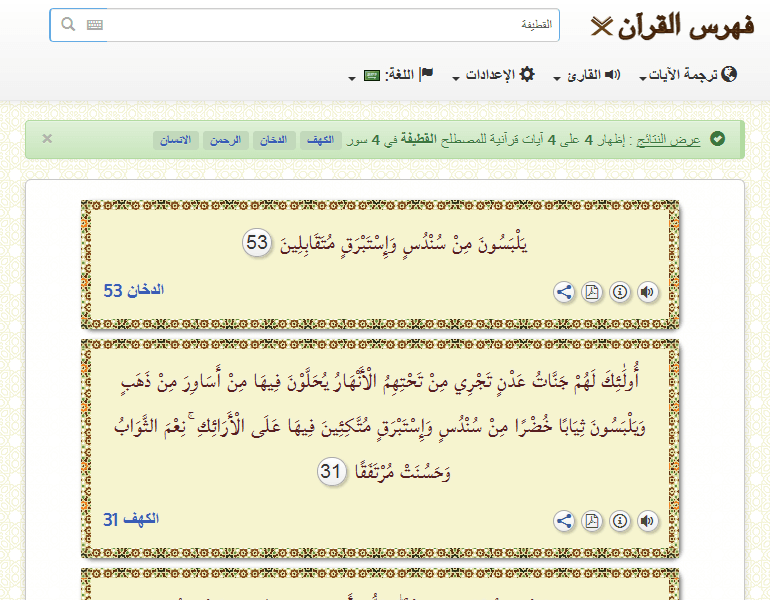 فهرس القرآن
القطيفة
ترجمة الآيات
القارئ
الإعدادات
اللغة:
عرض النتائج : إظهار 4 على 4 آيات قرآنية للمصطلح القطيفة في 4 سور الكهف الدخان الرحمن الانسان
يَلْبَسُونَ مِنْ سُنْدُسٍ وَإِسْتَبْرَقٍ مُتَقَابِلِينَ 53
الدخان 53
أُولَٰئِكَ لَهُمْ جَنَّاتُ عَدْنٍ تَجْرِي مِنْ تَحْتِهِمُ الْأَنْهَارُ يُحَلَّوْنَ فِيهَا مِنْ أَسَاوِرَ مِنْ ذَهَبٍ
وَيَلْبَسُونَ ثِيَابًا خُضْرًا مِنْ سُنْدُسٍ وَإِسْتَبْرَقٍ مُتَّكِئِينَ فِيهَا عَلَى الْأَرَائِكِ ۚ نِعْمَ الثَّوَابُ
وَحَسُنَتْ مُرْتَفَقًا 31
الكهف 31